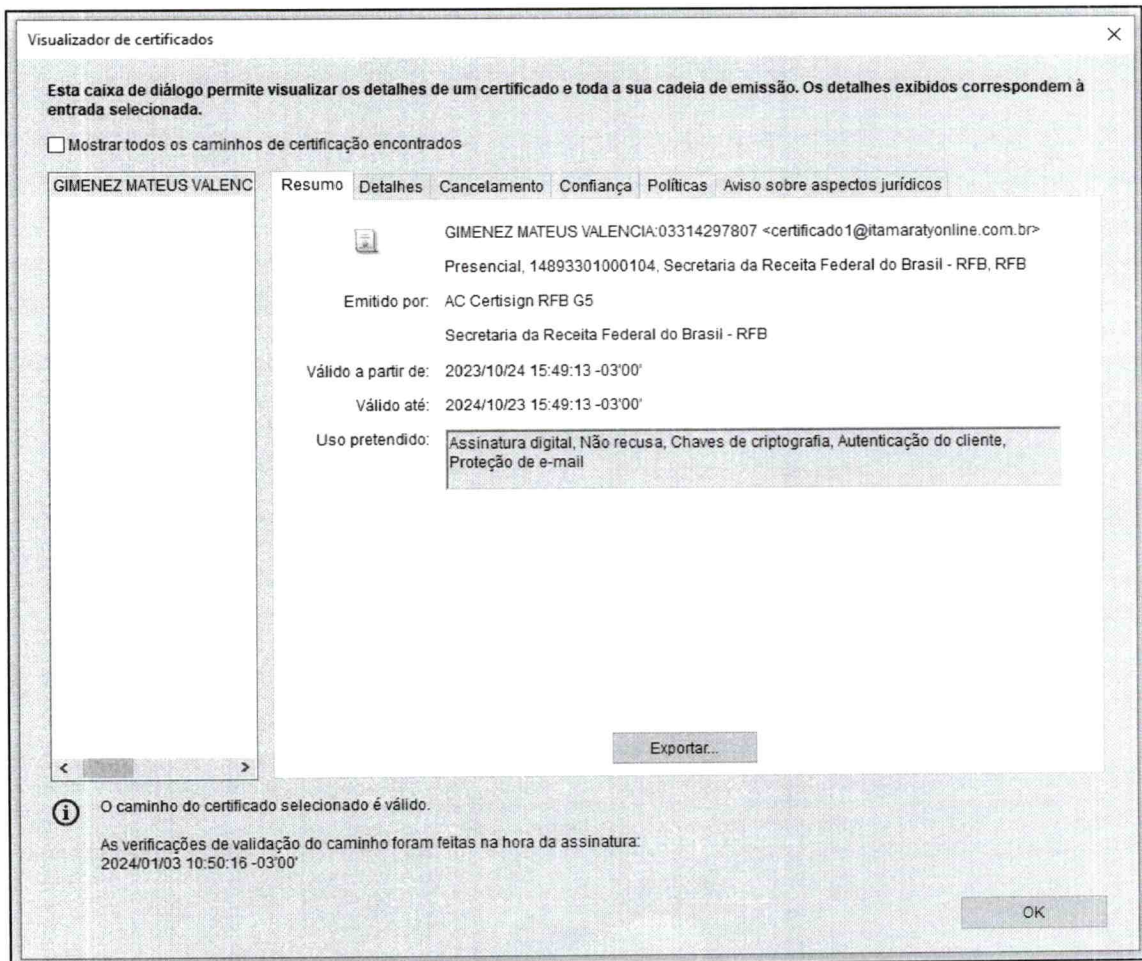 Visualizador de certificados
Esta caixa de diálogo permite visualizar os detalhes de um certificado e toda a sua cadeia de emissão. Os detalhes exibidos correspondem à
entrada selecionada.
Mostrar todos os caminhos de certificação encontrados
GIMENEZ MATEUS VALENC
Resumo Detalhes Cancelamento Confiança Políticas Aviso sobre aspectos jurídicos
GIMENEZ MATEUS VALENCIA:03314297807 <certificado1@itamaratyonline.com.br>
Presencial, 14893301000104, Secretaria da Receita Federal do Brasil - RFB, RFB
Emitido por: AC Certisign RFB G5
Secretaria da Receita Federal do Brasil - RFB
Válido a partir de: 2023/10/24 15:49:13 -03'00'
Válido até: 2024/10/23 15:49:13 -03'00'
Uso pretendido: Assinatura digital, Não recusa, Chaves de criptografia, Autenticação do cliente,
Proteção de e-mail
Exportar...
O caminho do certificado selecionado é válido.
As verificações de validação do caminho foram feitas na hora da assinatura:
2024/01/03 10:50:16 -03'00'
OK